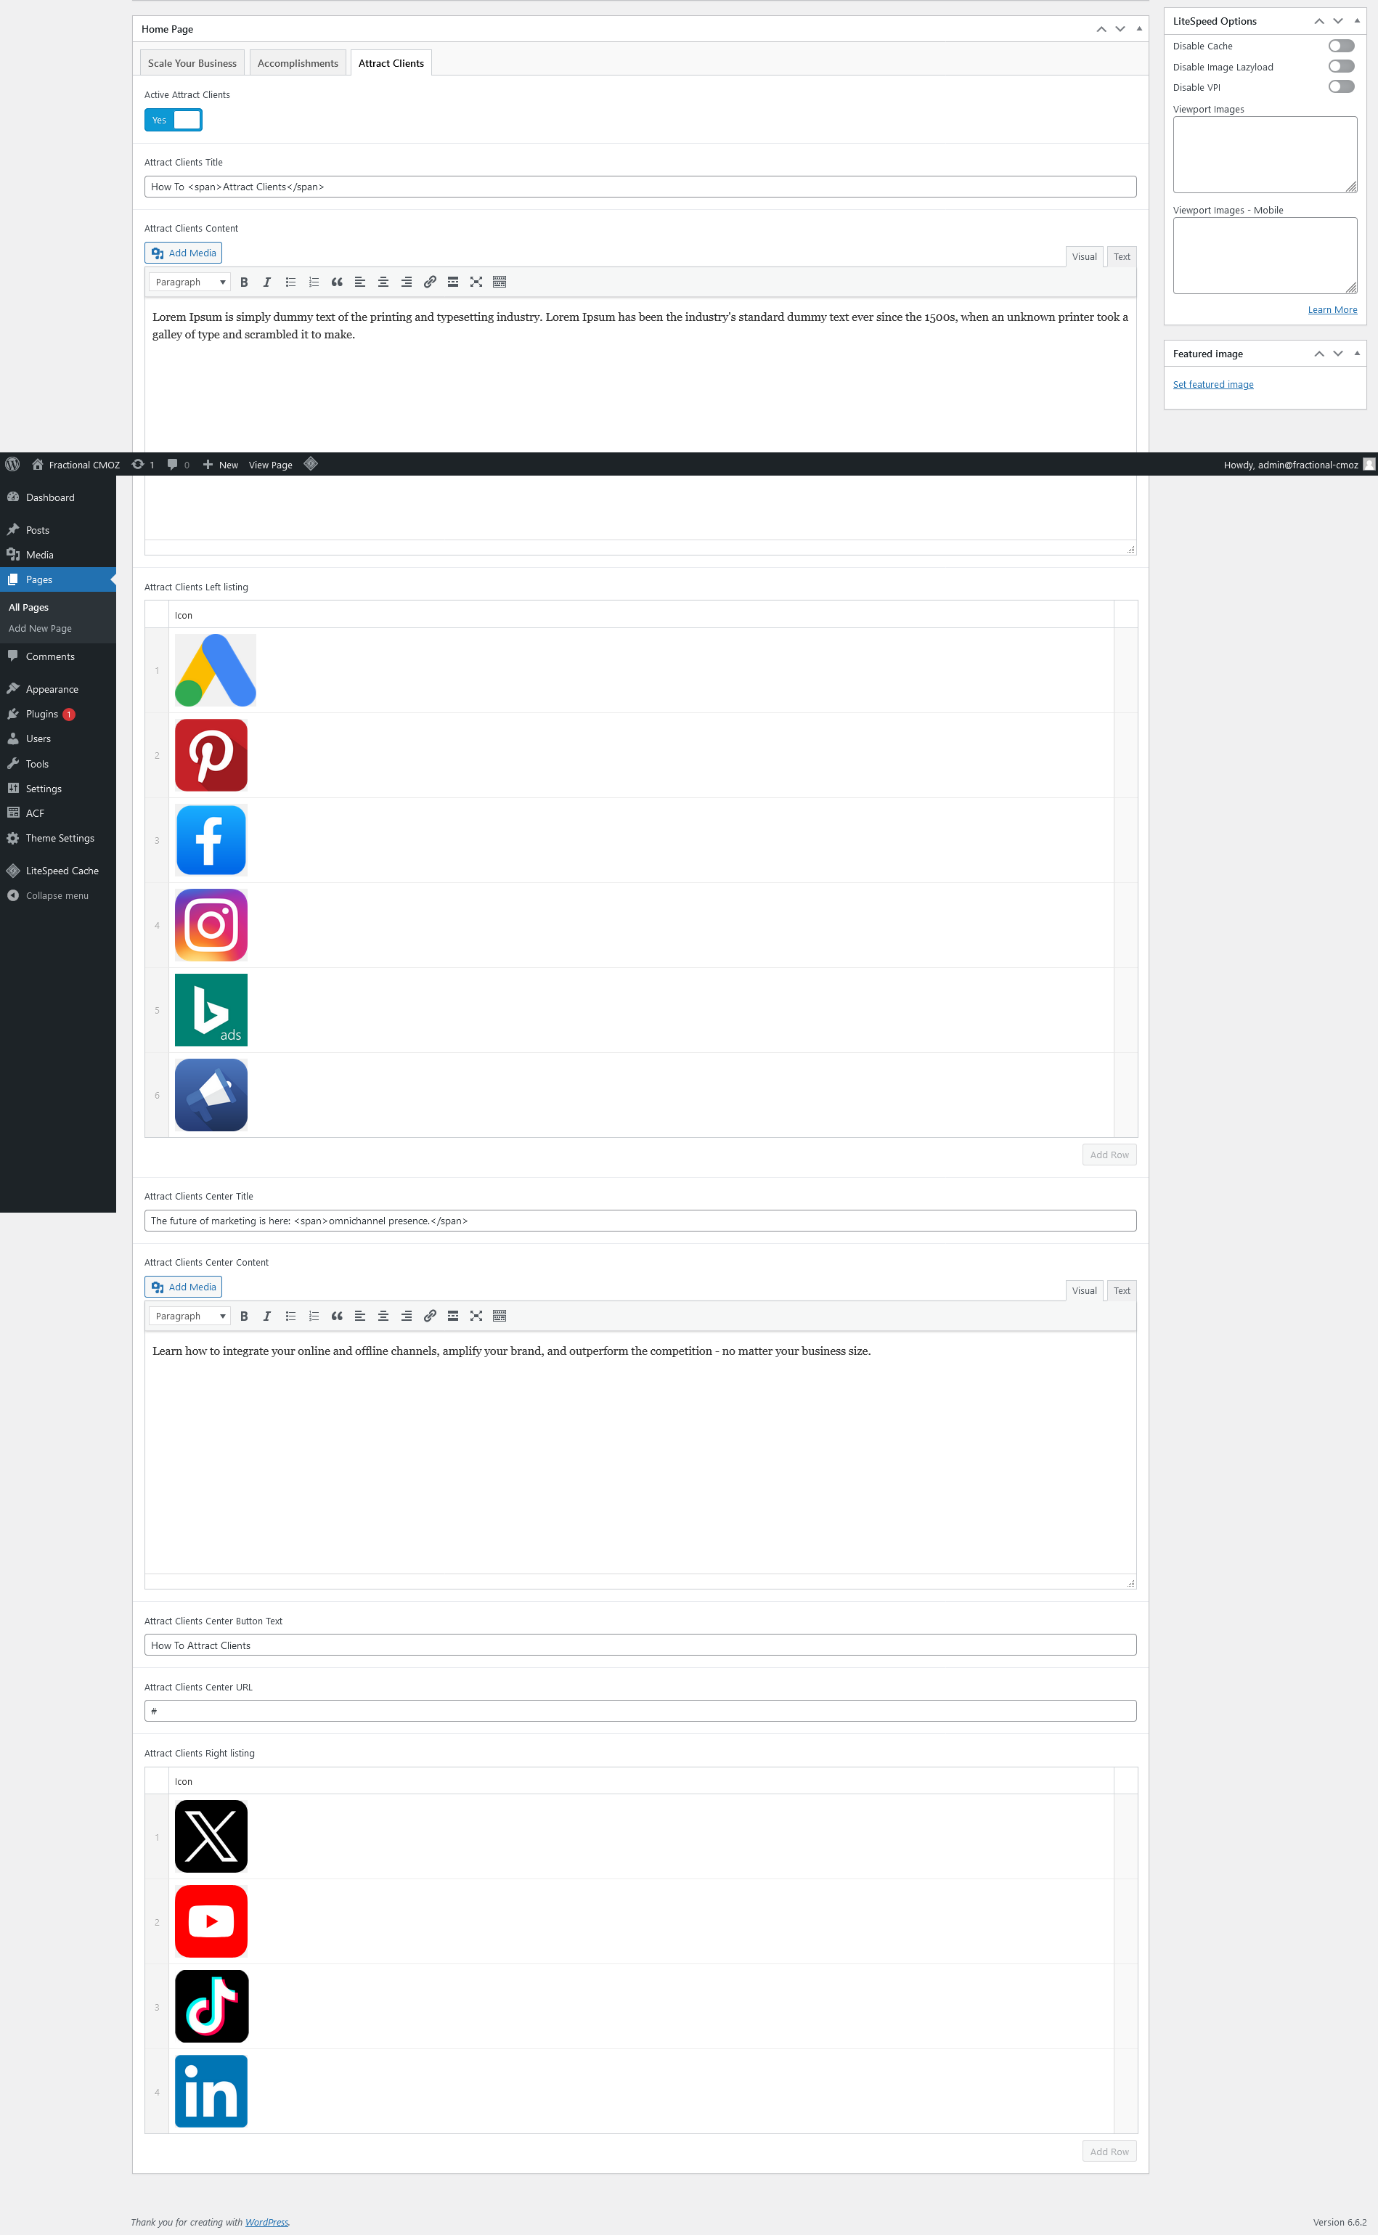 Home Page
Scale Your Business
Accomplishments
Attract Clients
Active Attract Clients
Yes
Attract Clients Title
How To <span>Attract Clients</span>
Attract Clients Content
Add Media
Visual
Text
Paragraph
Lorem Ipsum is simply dummy text of the printing and typesetting industry. Lorem Ipsum has been the industry's standard dummy text ever since the 1500s, when an unknown printer took a
galley of type and scrambled it to make.
LiteSpeed Options
Disable Cache
Disable Image Lazyload
Disable VPI
Viewport Images
Viewport Images - Mobile
Learn More
Featured image
Set featured image
Fractional CMOZ
1
0
New
View Page
Howdy, admin@fractional-cmoz
Dashboard
Posts
Media
Pages
All Pages
Add New Page
Comments
Appearance
Plugins 1
Users
Tools
Settings
ACF
Theme Settings
LiteSpeed Cache
Collapse menu
Attract Clients Left listing
Icon
1
2
3
4
5
b ads
6
Add Row
Attract Clients Center Title
The future of marketing is here: <span>omnichannel presence.</span>
Attract Clients Center Content
Add Media
Visual
Text
Paragraph
Learn how to integrate your online and offline channels, amplify your brand, and outperform the competition - no matter your business size.
Attract Clients Center Button Text
How To Attract Clients
Attract Clients Center URL
#
Attract Clients Right listing
Icon
1
X
2
3
4
in
Add Row
Thank you for creating with WordPress.
Version 6.6.2